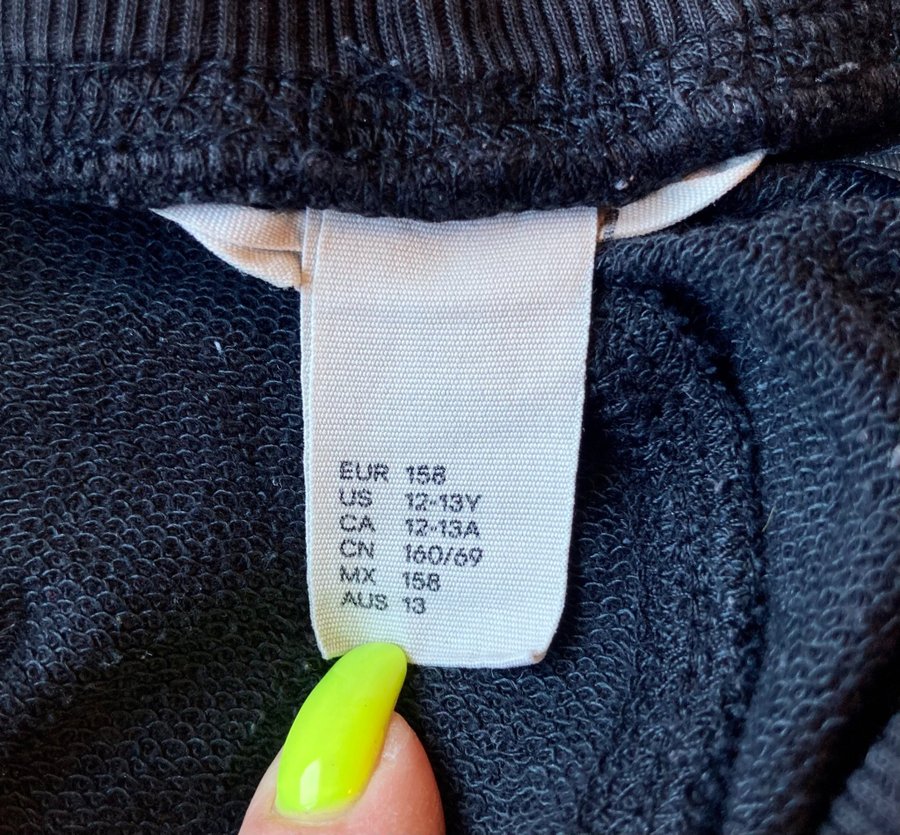 EUR 158
US 12-13Y
CA 12-13A
CN 160/69
MX 158
AUS 13